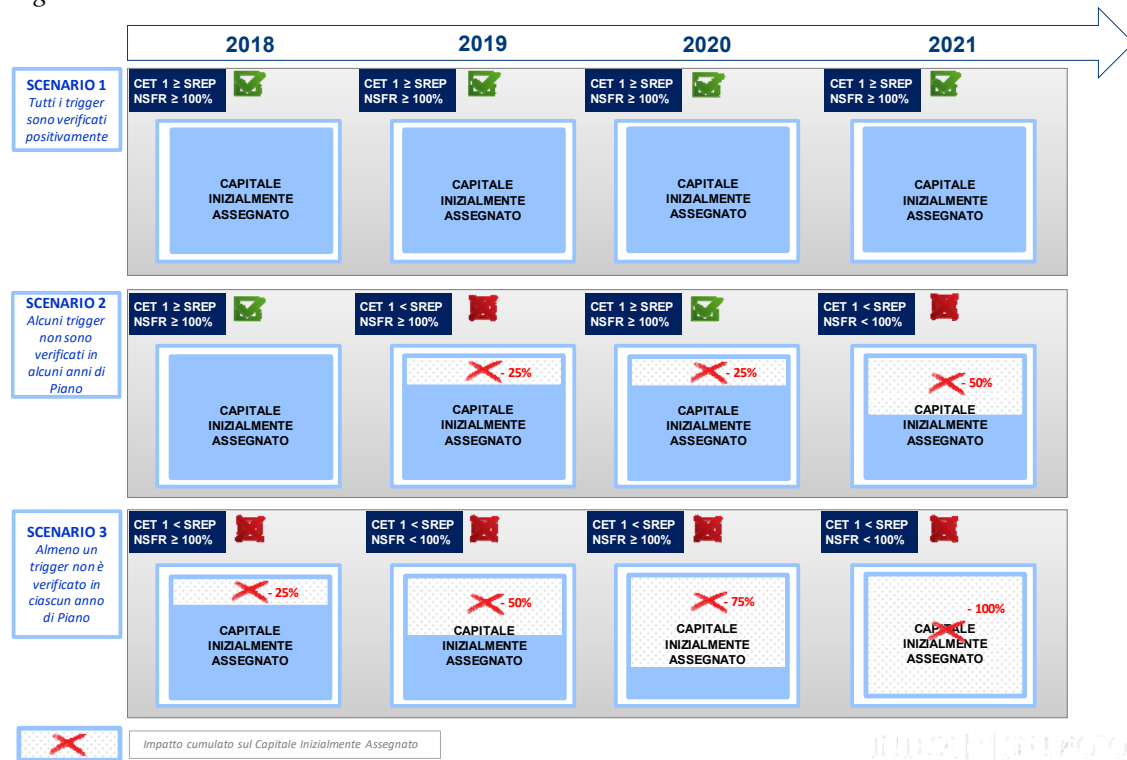 2018 2019 2020 2021
SCENARIO 1
Tutti i trigger
sono verificati
positivamente
CET 1 ≥ SREP
NSFR ≥ 100%
CET 1 ≥ SREP
NSFR ≥ 100%
CET 1 ≥ SREP
NSFR ≥ 100%
CET 1 ≥ SREP
NSFR ≥ 100%
CAPITALE
INIZIALMENTE
ASSEGNATO
CAPITALE
INIZIALMENTE
ASSEGNATO
CAPITALE
INIZIALMENTE
ASSEGNATO
CAPITALE
INIZIALMENTE
ASSEGNATO
SCENARIO 2
Alcuni trigger
non sono
verificati in
alcuni anni di
Piano
CET 1 ≥ SREP
NSFR ≥ 100%
CET 1 < SREP
NSFR ≥ 100%
CET 1 ≥ SREP
NSFR ≥ 100%
CET 1 < SREP
NSFR < 100%
CAPITALE
INIZIALMENTE
ASSEGNATO
- 25%
CAPITALE
INIZIALMENTE
ASSEGNATO
- 25%
CAPITALE
INIZIALMENTE
ASSEGNATO
- 50%
CAPITALE
INIZIALMENTE
ASSEGNATO
SCENARIO 3
Almeno un
trigger non è
verificato in
ciascun anno
di Piano
CET 1 < SREP
NSFR ≥ 100%
CET 1 < SREP
NSFR < 100%
CET 1 < SREP
NSFR ≥ 100%
CET 1 < SREP
NSFR < 100%
- 25%
CAPITALE
INIZIALMENTE
ASSEGNATO
- 50%
CAPITALE
INIZIALMENTE
ASSEGNATO
- 75%
CAPITALE
INIZIALMENTE
ASSEGNATO
- 100%
CAPITALE
INIZIALMENTE
ASSEGNATO
Impatto cumulato sul Capitale Inizialmente Assegnato